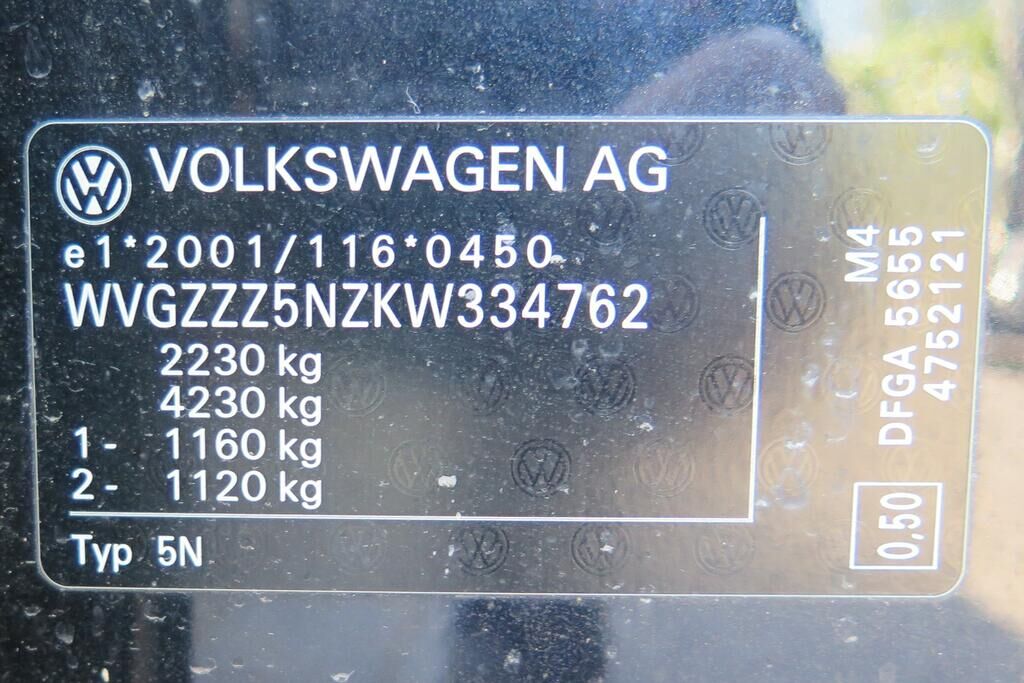 VOLKSWAGEN AG
e1*2001/116*0450
WVGZZZ5NZKW334762
2230 kg
4230 kg
1- 1160 kg
2- 1120 kg
Typ 5N
M4
DFGA 5655
4752121
0,50